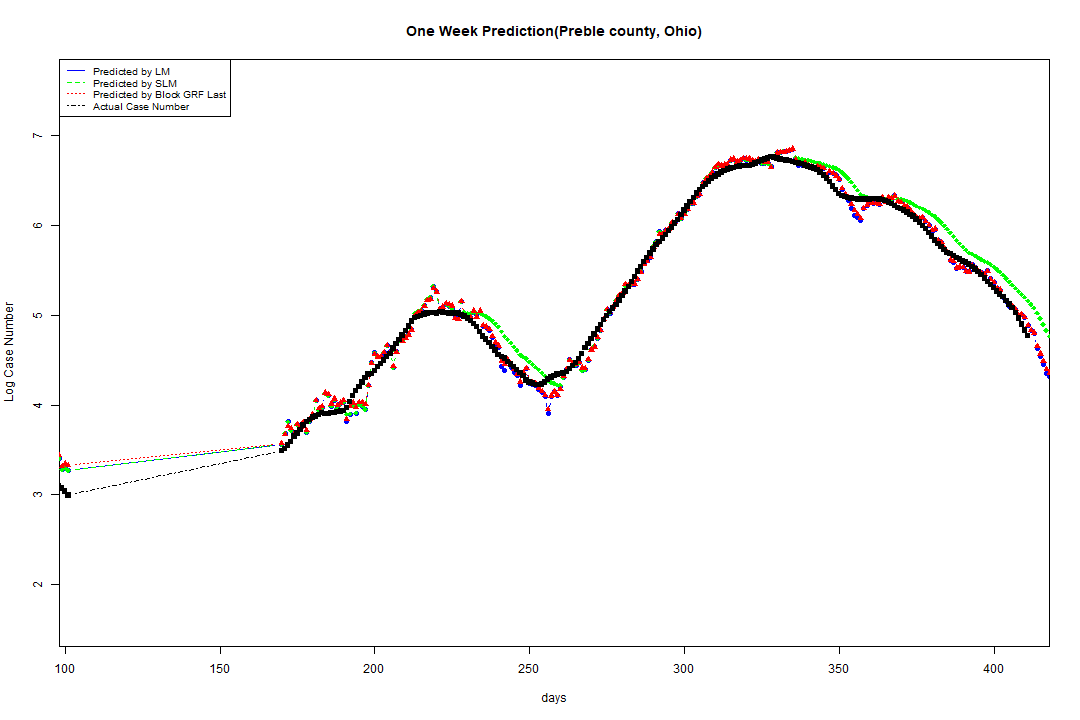 One Week Prediction(Preble county, Ohio)
Predicted by LM
Predicted by SLM
Predicted by Block GRF Last
Actual Case Number
7
6
5
4
3
2
Log Case Number
100 150 200 250 300 350 400
days